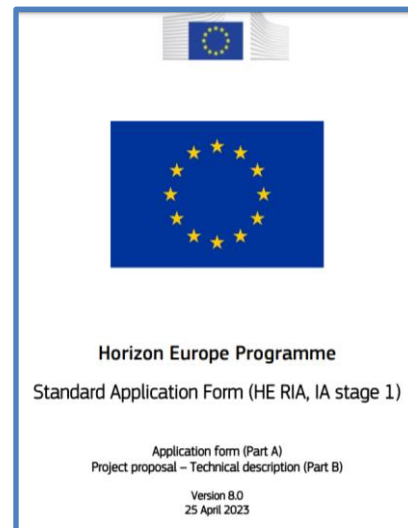 Horizon Europe Programme
Standard Application Form (HE RIA, IA stage 1)
Application form (Part A)
Project proposal – Technical description (Part B)
Version 8.0
25 April 2023